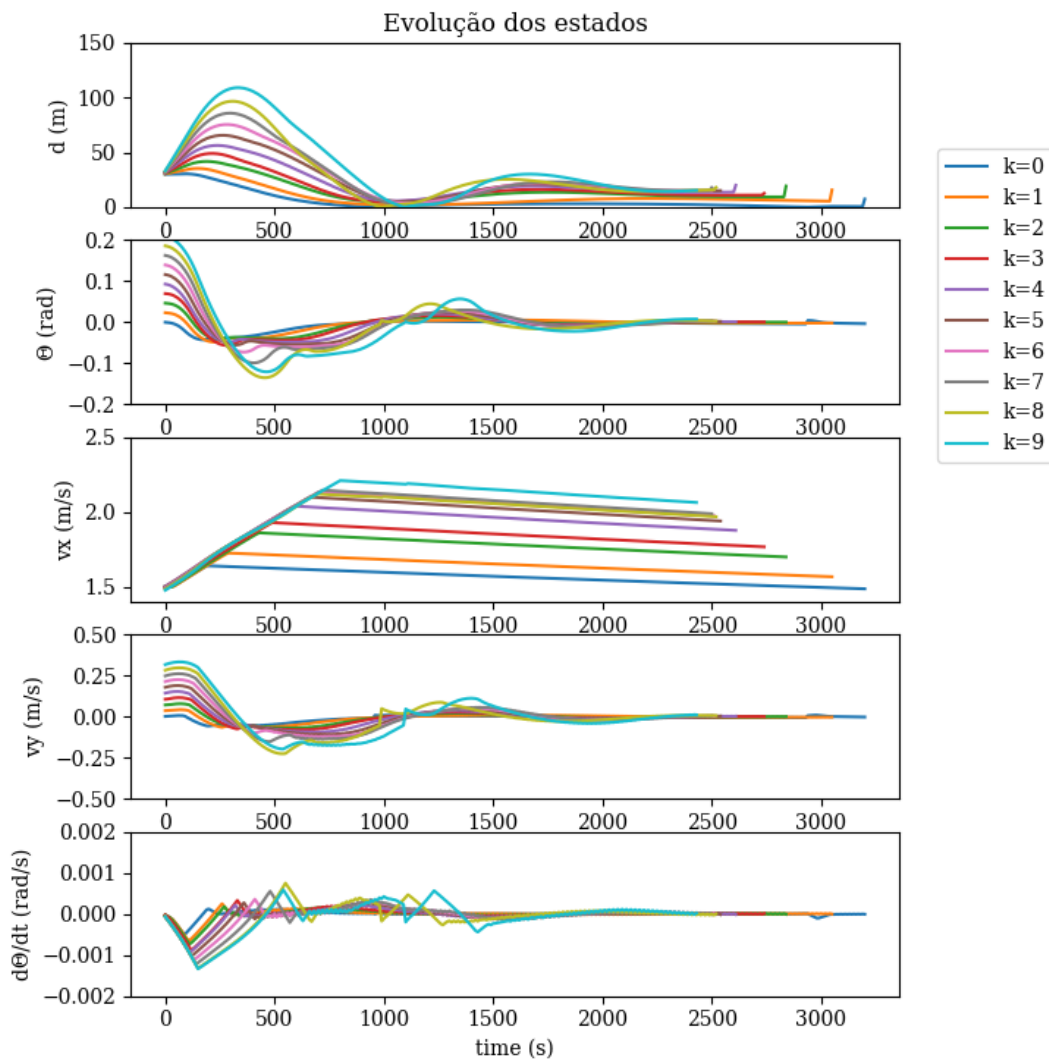 Evolução dos estados
150
100
50
0
d (m)
0 500 1000 1500 2000 2500 3000
0.2
0.1
0.0
−0.1
−0.2
Θ (rad)
0 500 1000 1500 2000 2500 3000
2.5
2.0
1.5
vx (m/s)
0 500 1000 1500 2000 2500 3000
0.50
0.25
0.00
−0.25
−0.50
vy (m/s)
0 500 1000 1500 2000 2500 3000
0.002
0.001
0.000
−0.001
−0.002
dΘ/dt (rad/s)
0 500 1000 1500 2000 2500 3000
time (s)
k=0
k=1
k=2
k=3
k=4
k=5
k=6
k=7
k=8
k=9